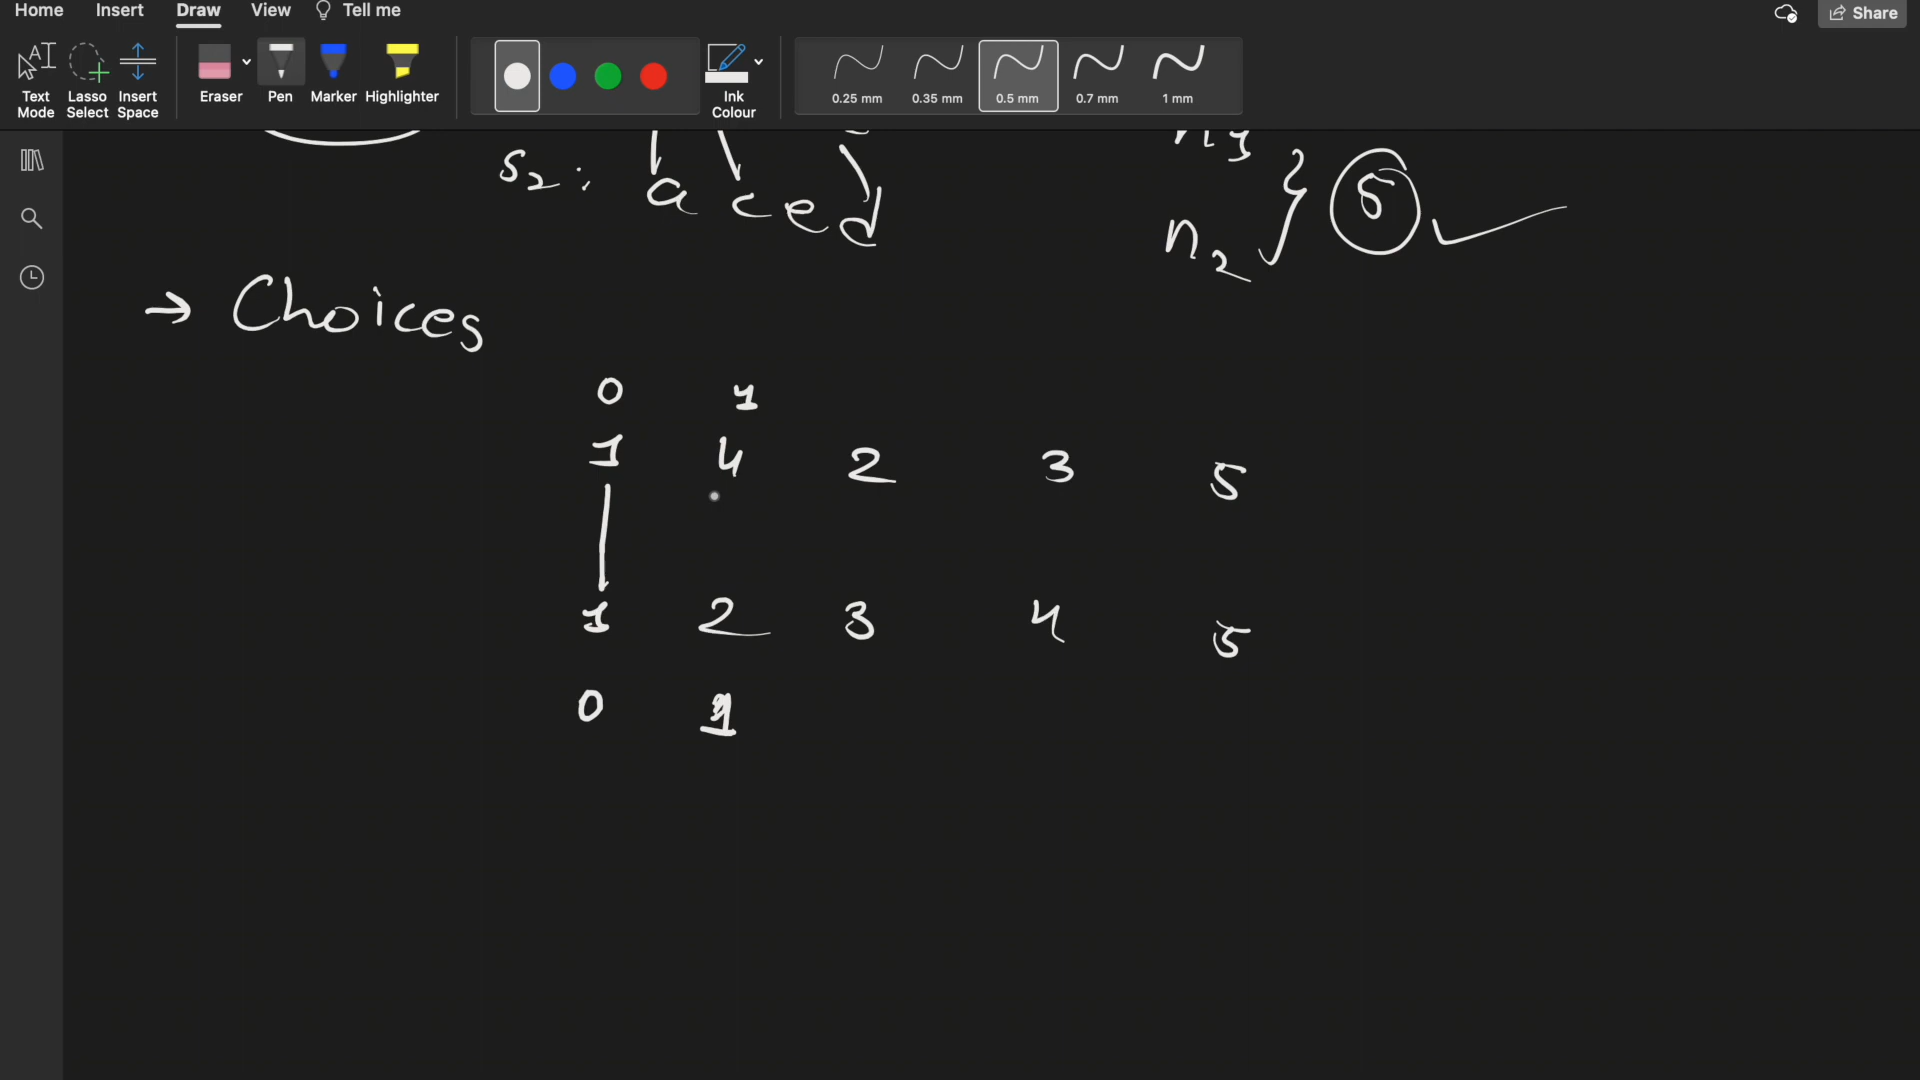 Home Insert Draw View Tell me Share
Text Mode Lasso Select Insert Space Eraser Pen Marker Highlighter Ink Colour 0.25 mm 0.35 mm 0.5 mm 0.7 mm 1 mm
s2: a c e d
n2 } 5
→ Choices
0 1
1 4 2 3 5
1 2 3 4 5
0 1